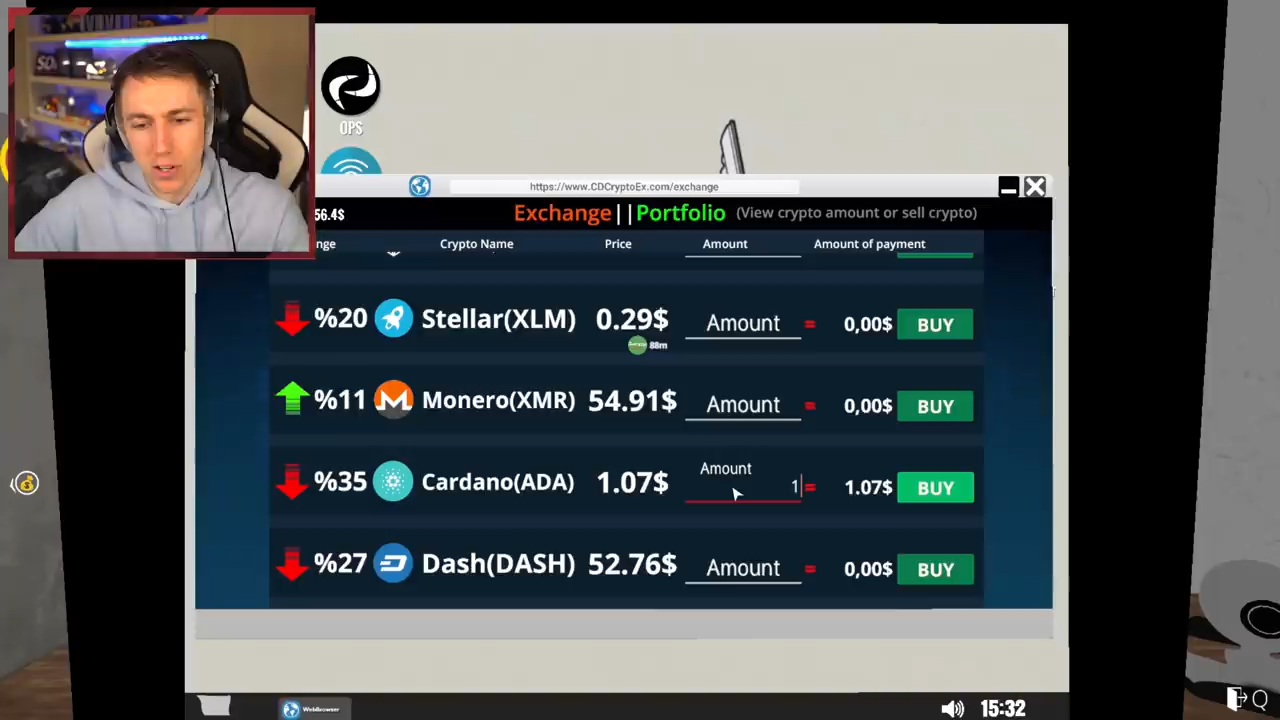 OPS
https://www.CDCryptoEx.com/exchange
56.4$ Exchange||Portfolio (View crypto amount or sell crypto)
nge Crypto Name Price Amount Amount of payment
%20 Stellar(XLM) 0.29$ Amount = 0,00$ BUY
88m
%11 Monero(XMR) 54.91$ Amount = 0,00$ BUY
Amount
%35 Cardano(ADA) 1.07$ 1 = 1.07$ BUY
%27 Dash(DASH) 52.76$ Amount = 0,00$ BUY
WebBrowser 15:32
Q